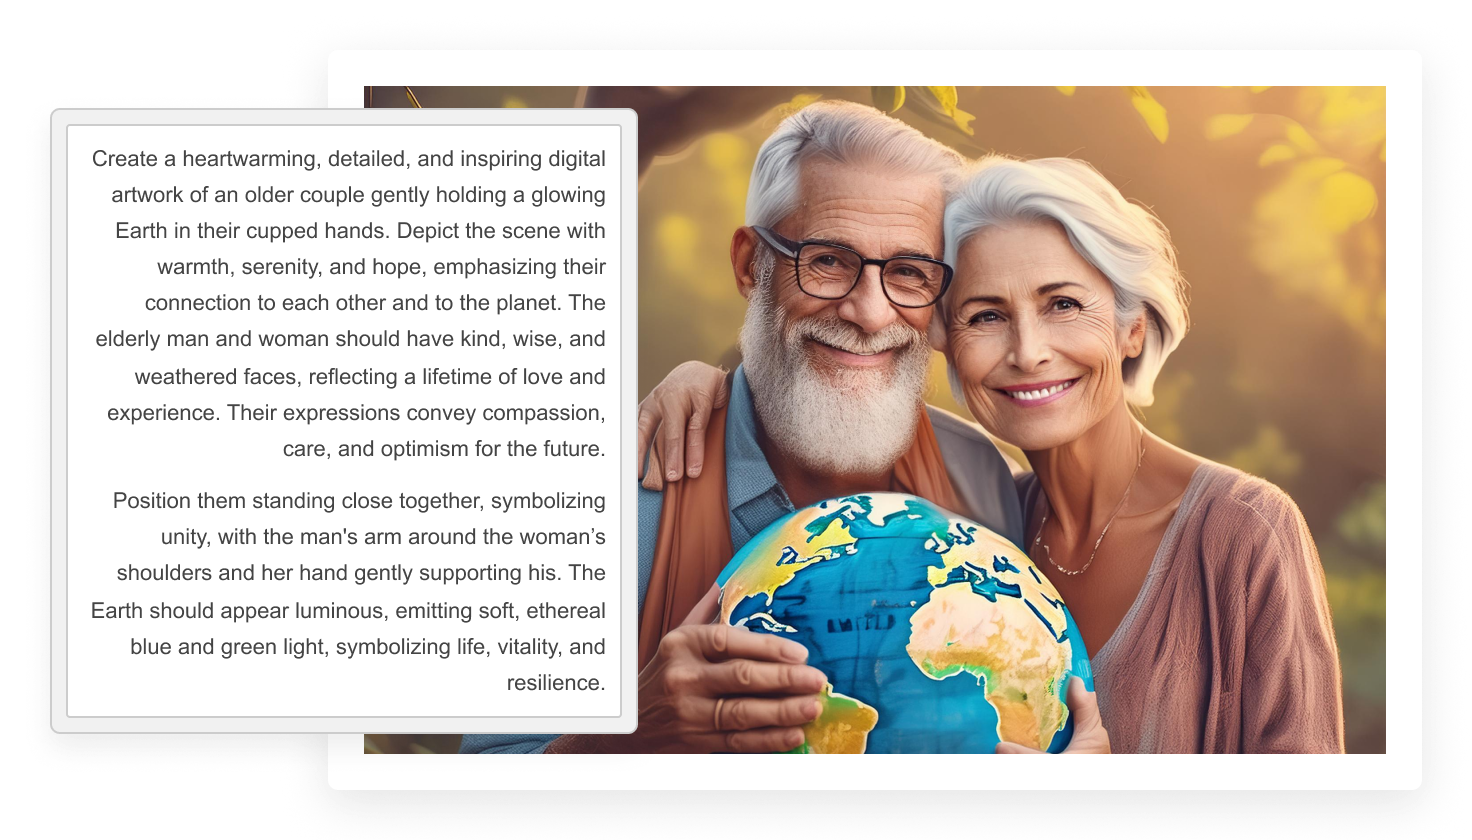 Create a heartwarming, detailed, and inspiring digital
artwork of an older couple gently holding a glowing
Earth in their cupped hands. Depict the scene with
warmth, serenity, and hope, emphasizing their
connection to each other and to the planet. The
elderly man and woman should have kind, wise, and
weathered faces, reflecting a lifetime of love and
experience. Their expressions convey compassion,
care, and optimism for the future.
Position them standing close together, symbolizing
unity, with the man's arm around the woman’s
shoulders and her hand gently supporting his. The
Earth should appear luminous, emitting soft, ethereal
blue and green light, symbolizing life, vitality, and
resilience.